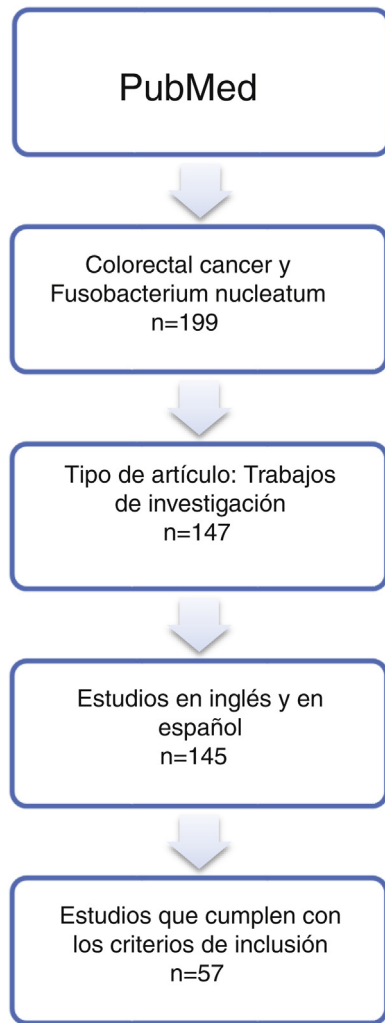 PubMed
Colorectal cancer y
Fusobacterium nucleatum
n=199
Tipo de artículo: Trabajos
de investigación
n=147
Estudios en inglés y en
español
n=145
Estudios que cumplen con
los criterios de inclusión
n=57